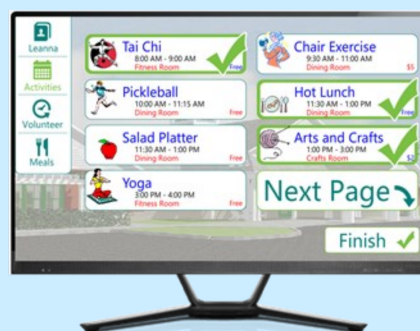 Leanna
Activities
Volunteer
Meals
Tai Chi
8:00 AM - 9:00 AM
Fitness Room
Free
Chair Exercise
9:30 AM - 11:00 AM
Dining Room
$5
Pickleball
10:00 AM - 11:15 AM
Dining Room
Free
Hot Lunch
11:30 AM - 1:00 PM
Dining Room
Free
Salad Platter
11:30 AM - 1:00 PM
Dining Room
Free
Arts and Crafts
1:00 PM - 3:00 PM
Crafts Room
$2
Yoga
3:00 PM - 4:00 PM
Fitness Room
Free
Next Page
Finish